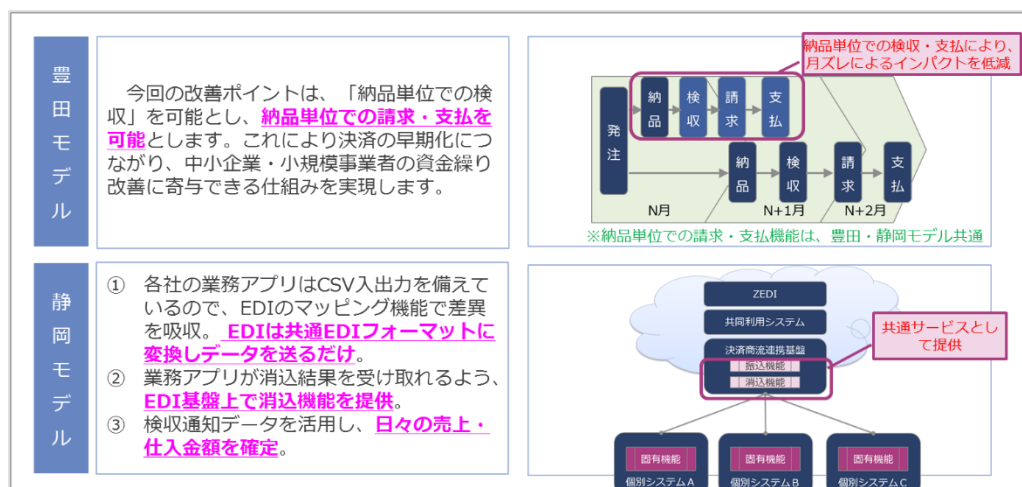 豊田モデル
今回の改善ポイントは、「納品単位での検
収」を可能とし、納品単位での請求・支払を
可能とします。これにより決済の早期化につ
ながり、中小企業・小規模事業者の資金繰り
改善に寄与できる仕組みを実現します。
納品単位での検収・支払により、
月ズレによるインパクトを低減
発注
納品
検収
請求
支払
納品
検収
請求
支払
N月
N+1月
N+2月
※納品単位での請求・支払機能は、豊田・静岡モデル共通
静岡モデル
① 各社の業務アプリはCSV入出力を備えて
いるので、EDIのマッピング機能で差異
を吸収。EDIは共通EDIフォーマットに
変換しデータを送るだけ。
② 業務アプリが消込結果を受け取れるよう、
EDI基盤上で消込機能を提供。
③ 検収通知データを活用し、日々の売上・
仕入金額を確定。
ZEDI
共同利用システム
決済商流連携基盤
振込機能
消込機能
共通サービスとし
て提供
固有機能
個別システムA
固有機能
個別システムB
固有機能
個別システムC